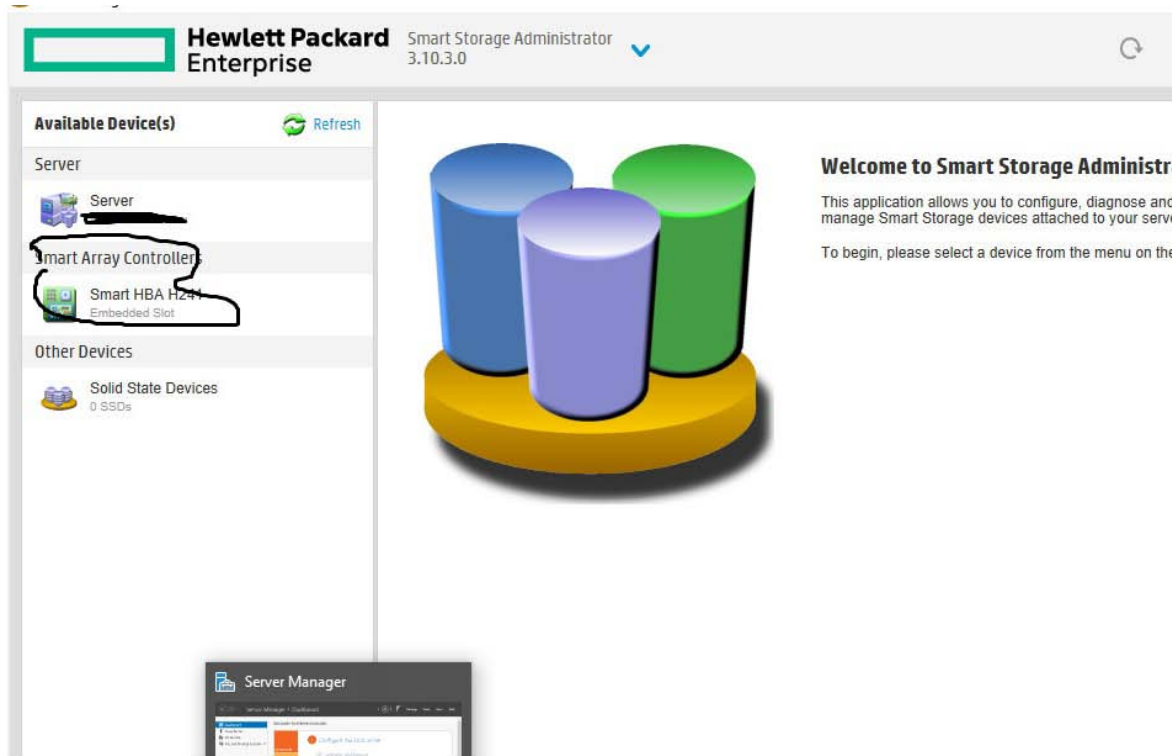 Hewlett Packard
Enterprise
Smart Storage Administrator
3.10.3.0
Available Device(s)
Refresh
Server
Server
Smart Array Controllers
Smart HBA H241
Embedded Slot
Other Devices
Solid State Devices
0 SSDs
Welcome to Smart Storage
This application allows you to configure, diagnose and
manage Smart Storage devices attached to your
To begin, please select a device from the menu on the
Server Manager